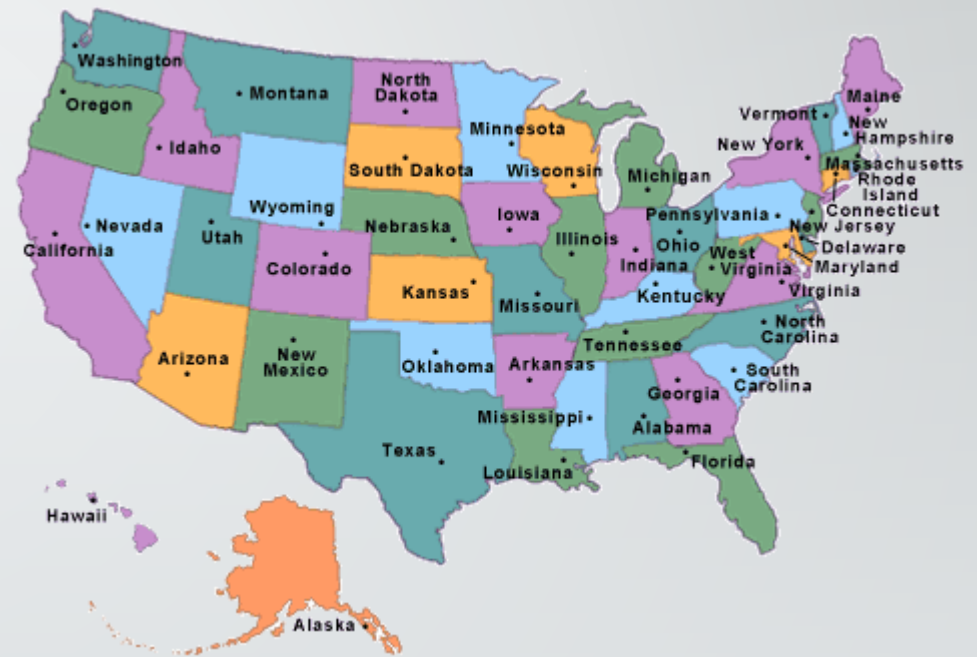 Washington
Oregon
Idaho
Montana
North
Dakota
Minnesota
South Dakota
Wisconsin
Michigan
Vermont
Maine
New
Hampshire
New York
Massachusetts
Rhode
Island
Connecticut
New Jersey
Delaware
Maryland
Virginia
California
Nevada
Utah
Wyoming
Colorado
Nebraska
Kansas
Iowa
Missouri
Illinois
Indiana
Ohio
Pennsylvania
West
Virginia
Kentucky
Tennessee
North
Carolina
South
Carolina
Arizona
New
Mexico
Oklahoma
Arkansas
Texas
Louisiana
Mississippi
Alabama
Georgia
Florida
Hawaii
Alaska